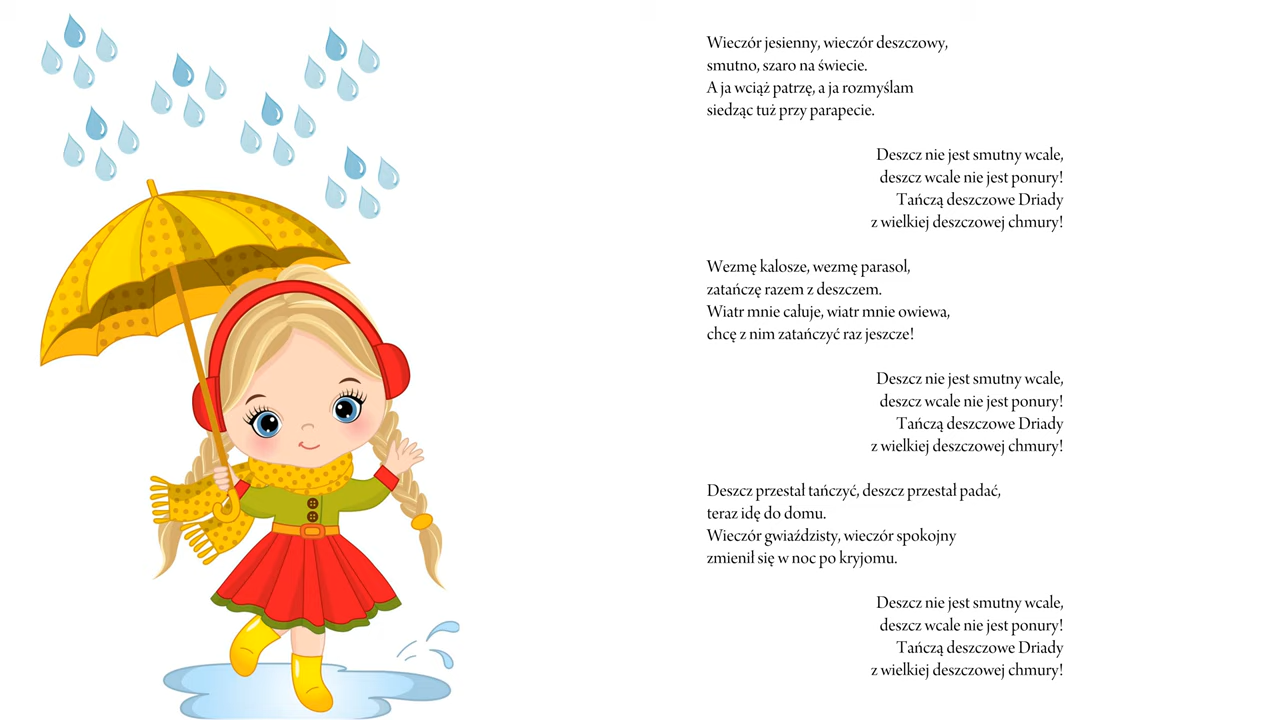 Wieczór jesienny, wieczór deszczowy,
smutno, szaro na świecie.
A ja wciąż patrzę, a ja rozmyślam
siedząc tuż przy parapecie.
Deszcz nie jest smutny wcale,
deszcz wcale nie jest ponury!
Tańczą deszczowe Driady
z wielkiej deszczowej chmury!
Wezmę kalosze, wezmę parasol,
zatańczę razem z deszczem.
Wiatr mnie całuje, wiatr mnie owiewa,
chcę z nim zatańczyć raz jeszcze!
Deszcz nie jest smutny wcale,
deszcz wcale nie jest ponury!
Tańczą deszczowe Driady
z wielkiej deszczowej chmury!
Deszcz przestał tańczyć, deszcz przestał padać,
teraz idę do domu.
Wieczór gwiaździsty, wieczór spokojny
zmienił się w noc po kryjomu.
Deszcz nie jest smutny wcale,
deszcz wcale nie jest ponury!
Tańczą deszczowe Driady
z wielkiej deszczowej chmury!